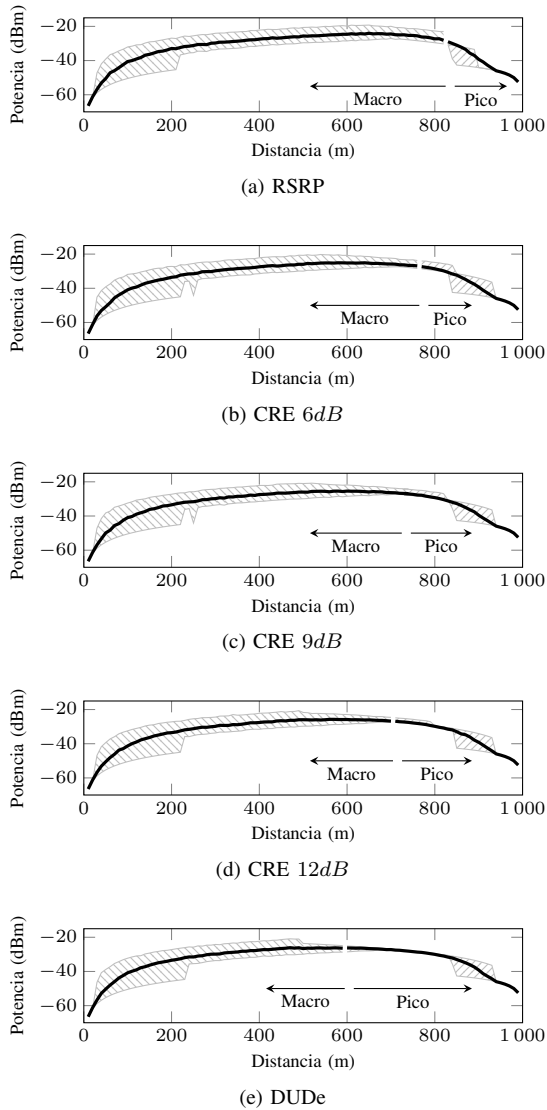 Potencia (dBm)
−20
−40
−60
0 200 400 600 800 1 000
Macro Pico
Distancia (m)
(a) RSRP
Potencia (dBm)
−20
−40
−60
0 200 400 600 800 1 000
Macro Pico
Distancia (m)
(b) CRE 6dB
Potencia (dBm)
−20
−40
−60
0 200 400 600 800 1 000
Macro Pico
Distancia (m)
(c) CRE 9dB
Potencia (dBm)
−20
−40
−60
0 200 400 600 800 1 000
Macro Pico
Distancia (m)
(d) CRE 12dB
Potencia (dBm)
−20
−40
−60
0 200 400 600 800 1 000
Macro Pico
Distancia (m)
(e) DUDe